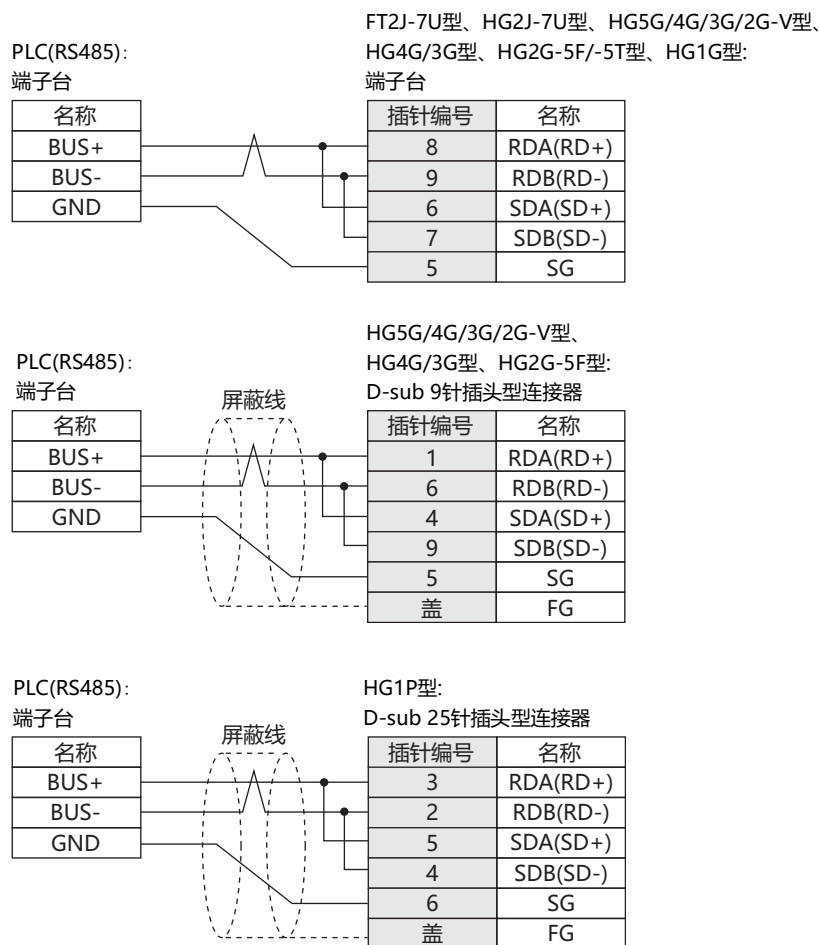 FT2J-7U型、HG2J-7U型、HG5G/4G/3G/2G-V型、
PLC(RS485)： HG4G/3G型、HG2G-5F/-5T型、HG1G型:
端子台 端子台
名称 插针编号 名称
BUS+ 8 RDA(RD+)
BUS- 9 RDB(RD-)
GND 6 SDA(SD+)
7 SDB(SD-)
5 SG
HG5G/4G/3G/2G-V型、
PLC(RS485)： HG4G/3G型、HG2G-5F型:
端子台 屏蔽线 D-sub 9针插头型连接器
名称 插针编号 名称
BUS+ 1 RDA(RD+)
BUS- 6 RDB(RD-)
GND 4 SDA(SD+)
9 SDB(SD-)
5 SG
盖 FG
PLC(RS485)： HG1P型:
端子台 屏蔽线 D-sub 25针插头型连接器
名称 插针编号 名称
BUS+ 3 RDA(RD+)
BUS- 2 RDB(RD-)
GND 5 SDA(SD+)
4 SDB(SD-)
6 SG
盖 FG